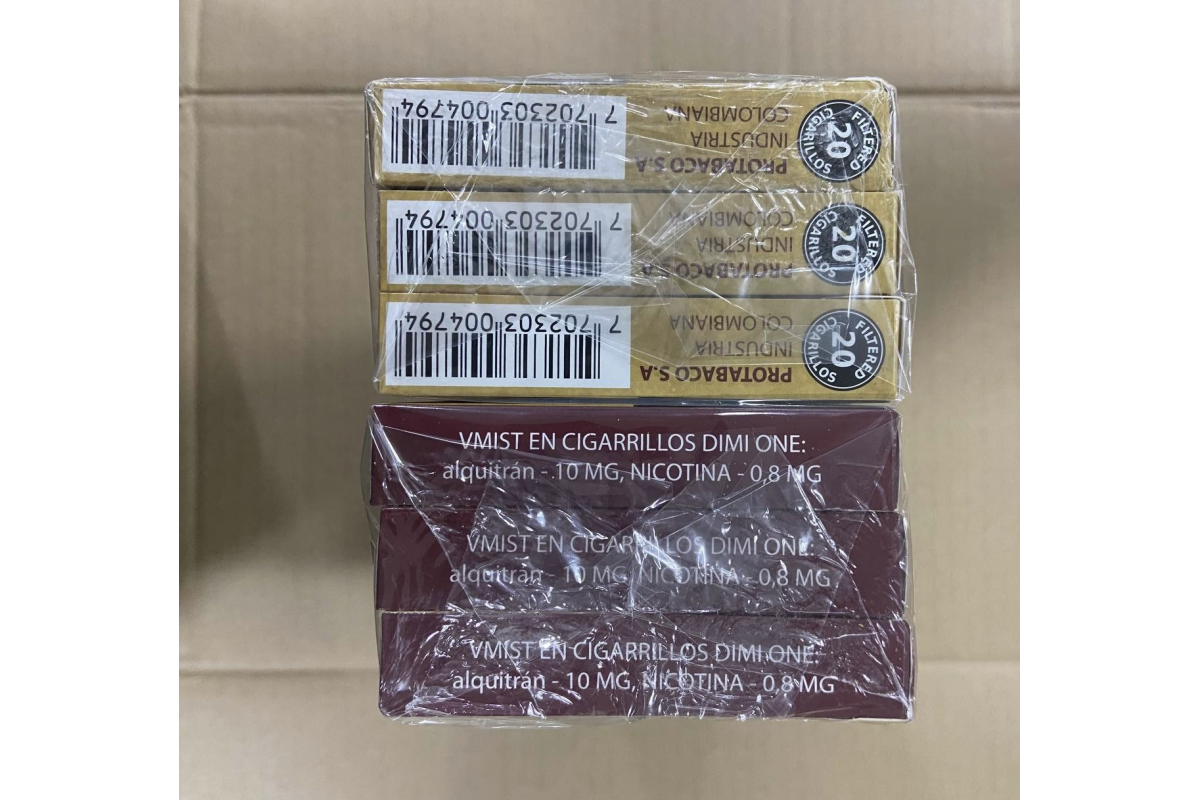 FILTERED
20
CIGARILLOS
PROTABACO S.A
INDUSTRIA
COLOMBIANA
7 702303 004794
FILTERED
20
CIGARILLOS
PROTABACO S.A
INDUSTRIA
COLOMBIANA
7 702303 004794
FILTERED
20
CIGARILLOS
PROTABACO S.A
INDUSTRIA
COLOMBIANA
7 702303 004794
VMIST EN CIGARRILLOS DIMI ONE:
alquitrán - 10 MG, NICOTINA - 0,8 MG
VMIST EN CIGARRILLOS DIMI ONE:
alquitrán - 10 MG, NICOTINA - 0,8 MG
VMIST EN CIGARRILLOS DIMI ONE:
alquitrán - 10 MG, NICOTINA - 0,8 MG